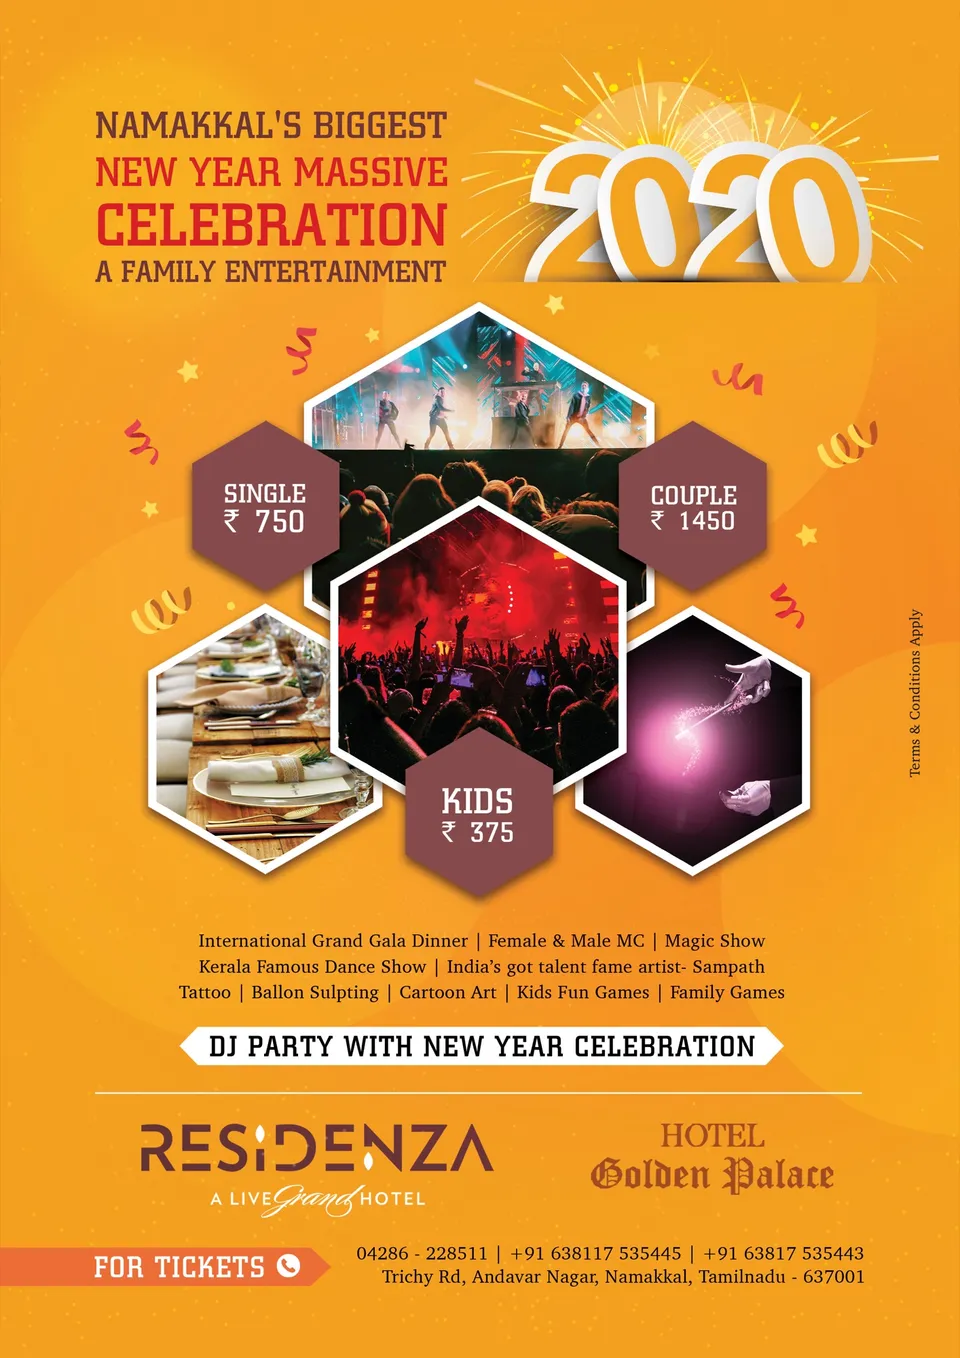 NAMAKKAL'S BIGGEST
NEW YEAR MASSIVE
CELEBRATION
A FAMILY ENTERTAINMENT
2020
SINGLE
₹ 750
COUPLE
₹ 1450
KIDS
₹ 375
Terms & Conditions Apply
International Grand Gala Dinner | Female & Male MC | Magic Show
Kerala Famous Dance Show | India's got talent fame artist- Sampath
Tattoo | Ballon Sulpting | Cartoon Art | Kids Fun Games | Family Games
DJ PARTY WITH NEW YEAR CELEBRATION
RESiDENZA
A LIVE Grand HOTEL
HOTEL
Golden Palace
FOR TICKETS
04286 - 228511 | +91 638117 535445 | +91 63817 535443
Trichy Rd, Andavar Nagar, Namakkal, Tamilnadu - 637001